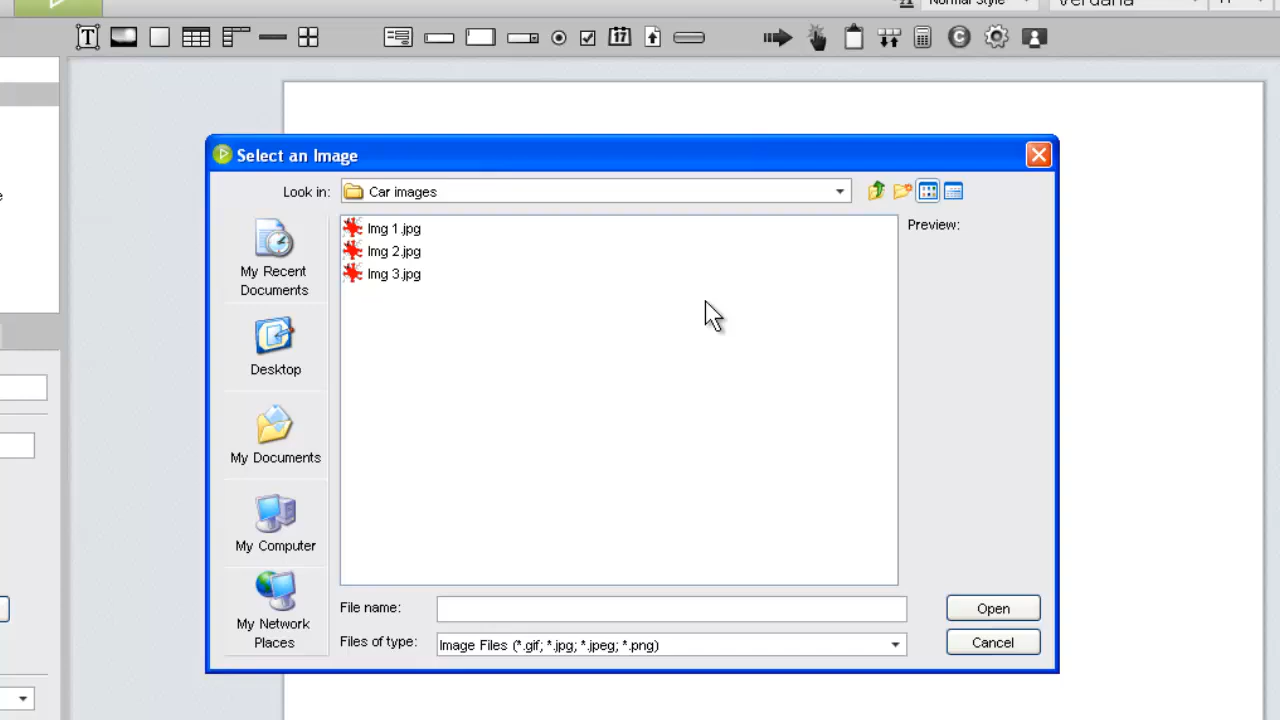 Normal Style
Verdana
T
17
C
Select an Image
Look in:
Car images
Img 1.jpg
Img 2.jpg
Img 3.jpg
Preview:
My Recent
Documents
Desktop
My Documents
My Computer
My Network
Places
File name:
Open
Files of type:
Image Files (*.gif; *.jpg; *.jpeg; *.png)
Cancel